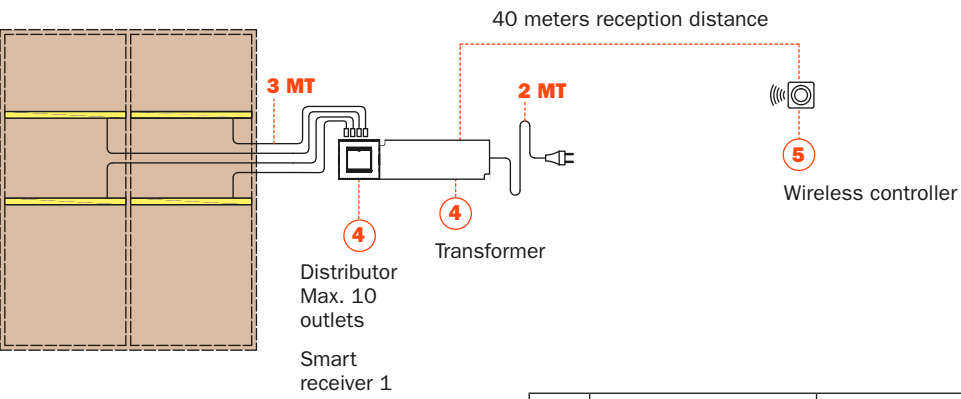 40 meters reception distance
3 MT
2 MT
5
Wireless controller
4
Transformer
4
Distributor
Max. 10
outlets
Smart
receiver 1